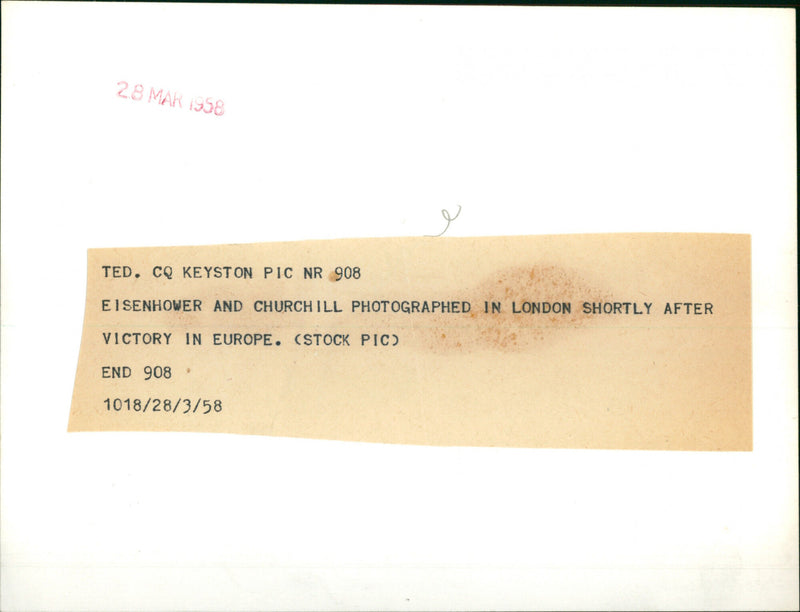 28 MAR 1958
TED. CQ KEYSTON PIC NR 908
EISENHOWER AND CHURCHILL PHOTOGRAPHED IN LONDON SHORTLY AFTER
VICTORY IN EUROPE. (STOCK PIC)
END 908
1018/28/3/58